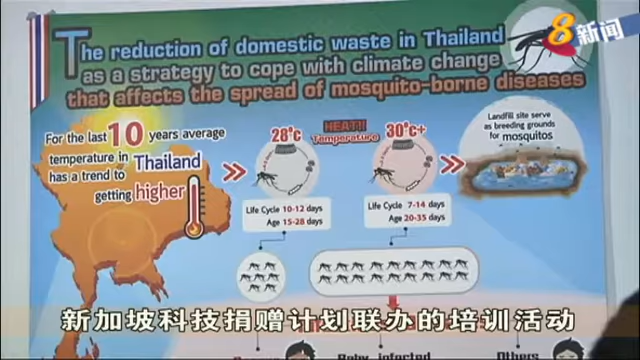 8新闻
The reduction of domestic waste in Thailand
as a strategy to cope with climate change
that affects the spread of mosquito-borne diseases
For the last 10 years average
temperature in Thailand
has a trend to
getting higher
28°c
HEAT!!
Temperature
30°c+
Life Cycle 10-12 days
Age 15-28 days
Life Cycle 7-14 days
Age 20-35 days
Landfill site serve
as breeding grounds
for mosquitos
新加坡科技捐赠计划联办的培训活动
Baby infected
Others